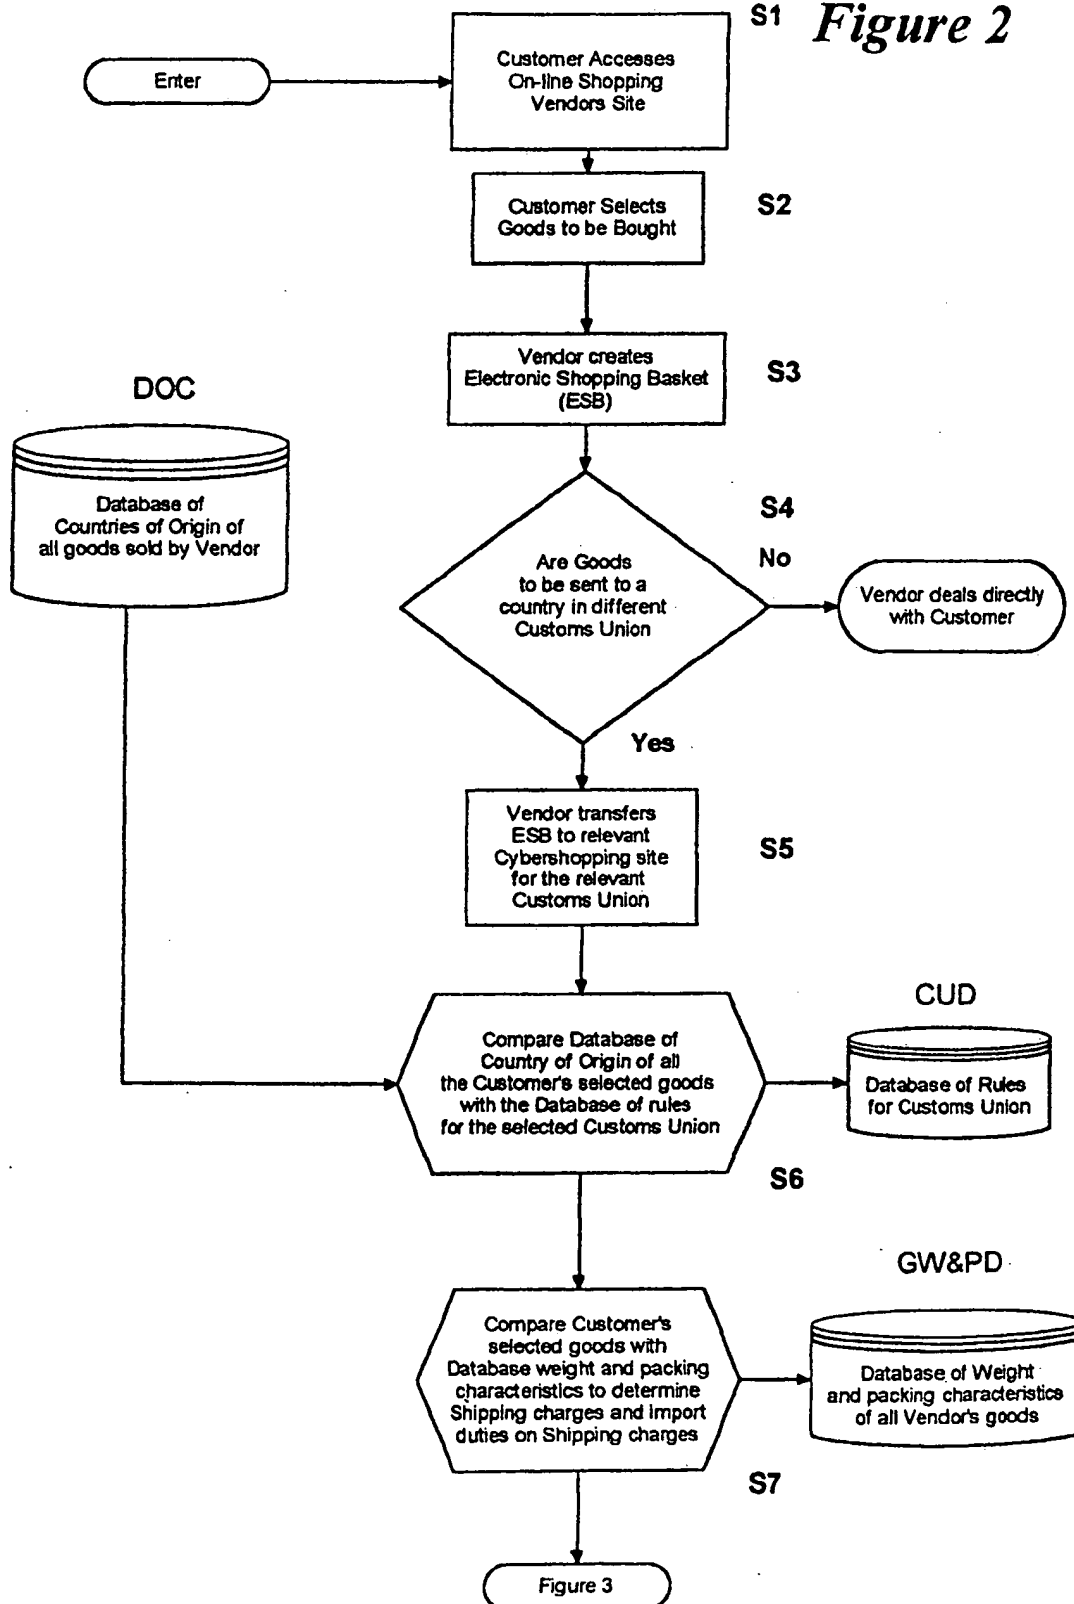 S1
Figure 2
Enter
Customer Accesses
On-line Shopping
Vendors Site
Customer Selects
Goods to be Bought
S2
Vendor creates
Electronic Shopping Basket
(ESB)
S3
DOC
Database of
Countries of Origin of
all goods sold by Vendor
S4
Are Goods
to be sent to a
country in different
Customs Union
No
Vendor deals directly
with Customer
Yes
Vendor transfers
ESB to relevant
Cybershopping site
for the relevant
Customs Union
S5
Compare Database of
Country of Origin of all
the Customer's selected goods
with the Database of rules
for the selected Customs Union
CUD
Database of Rules
for Customs Union
S6
GW&PD
Compare Customer's
selected goods with
Database weight and packing
characteristics to determine
Shipping charges and import
duties on Shipping charges
Database of Weight
and packing characteristics
of all Vendor's goods
S7
Figure 3